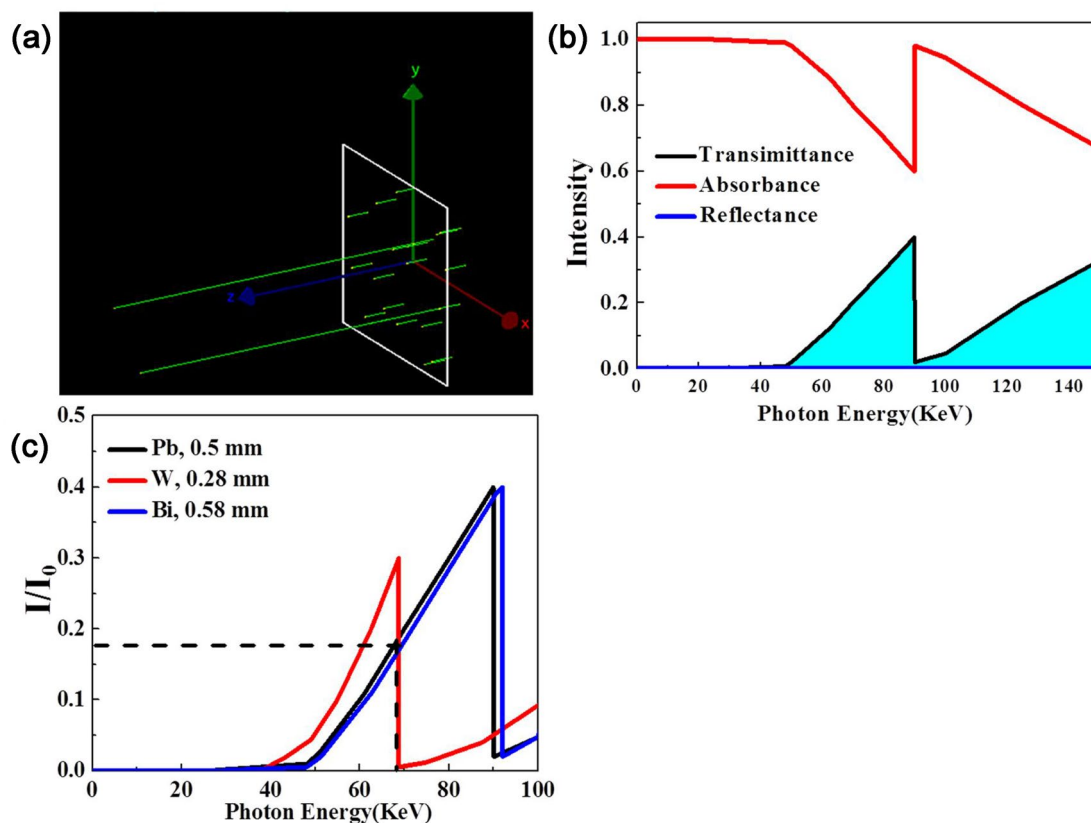 (a)
y
z
x
(b)
1.0
0.8
0.6
0.4
0.2
0.0
Intensity
Transimittance
Absorbance
Reflectance
0 20 40 60 80 100 120 140
Photon Energy(KeV)
(c)
0.5
0.4
0.3
0.2
0.1
0.0
I/I0
Pb, 0.5 mm
W, 0.28 mm
Bi, 0.58 mm
0 20 40 60 80 100
Photon Energy(KeV)